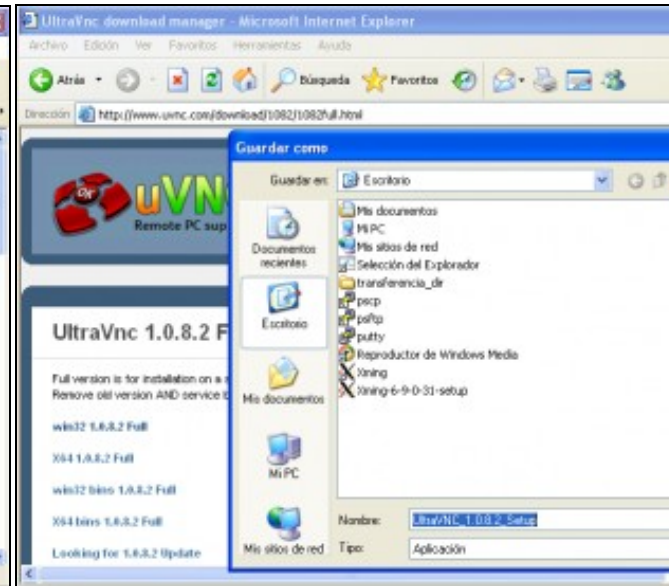 UltraVnc download manager - Microsoft Internet Explorer
Archivo Edición Ver Favoritos Herramientas Ayuda
Atrás Búsqueda Favoritos
Dirección http://www.uvnc.com/download/1082/1082full.html
Guardar como
Guardar en: Escritorio
uVN
Remote PC sup
Documentos recientes
Escritorio
Mis documentos
Mi PC
Mis sitios de red
Mis documentos
Mi PC
Mis sitios de red
Selección del Explorador
transferencia_dir
pscp
psftp
putty
Reproductor de Windows Media
Xming
Xming-6-9-0-31-setup
Nombre: UltraVNC_1.0.8.2_Setup
Tipo: Aplicación
UltraVnc 1.0.8.2 F
Full version is for installation on a
Remove old version AND service
win32 1.0.8.2 Full
X64 1.0.8.2 Full
win32 bins 1.0.8.2 Full
X64 bins 1.0.8.2 Full
Looking for 1.0.8.2 Update